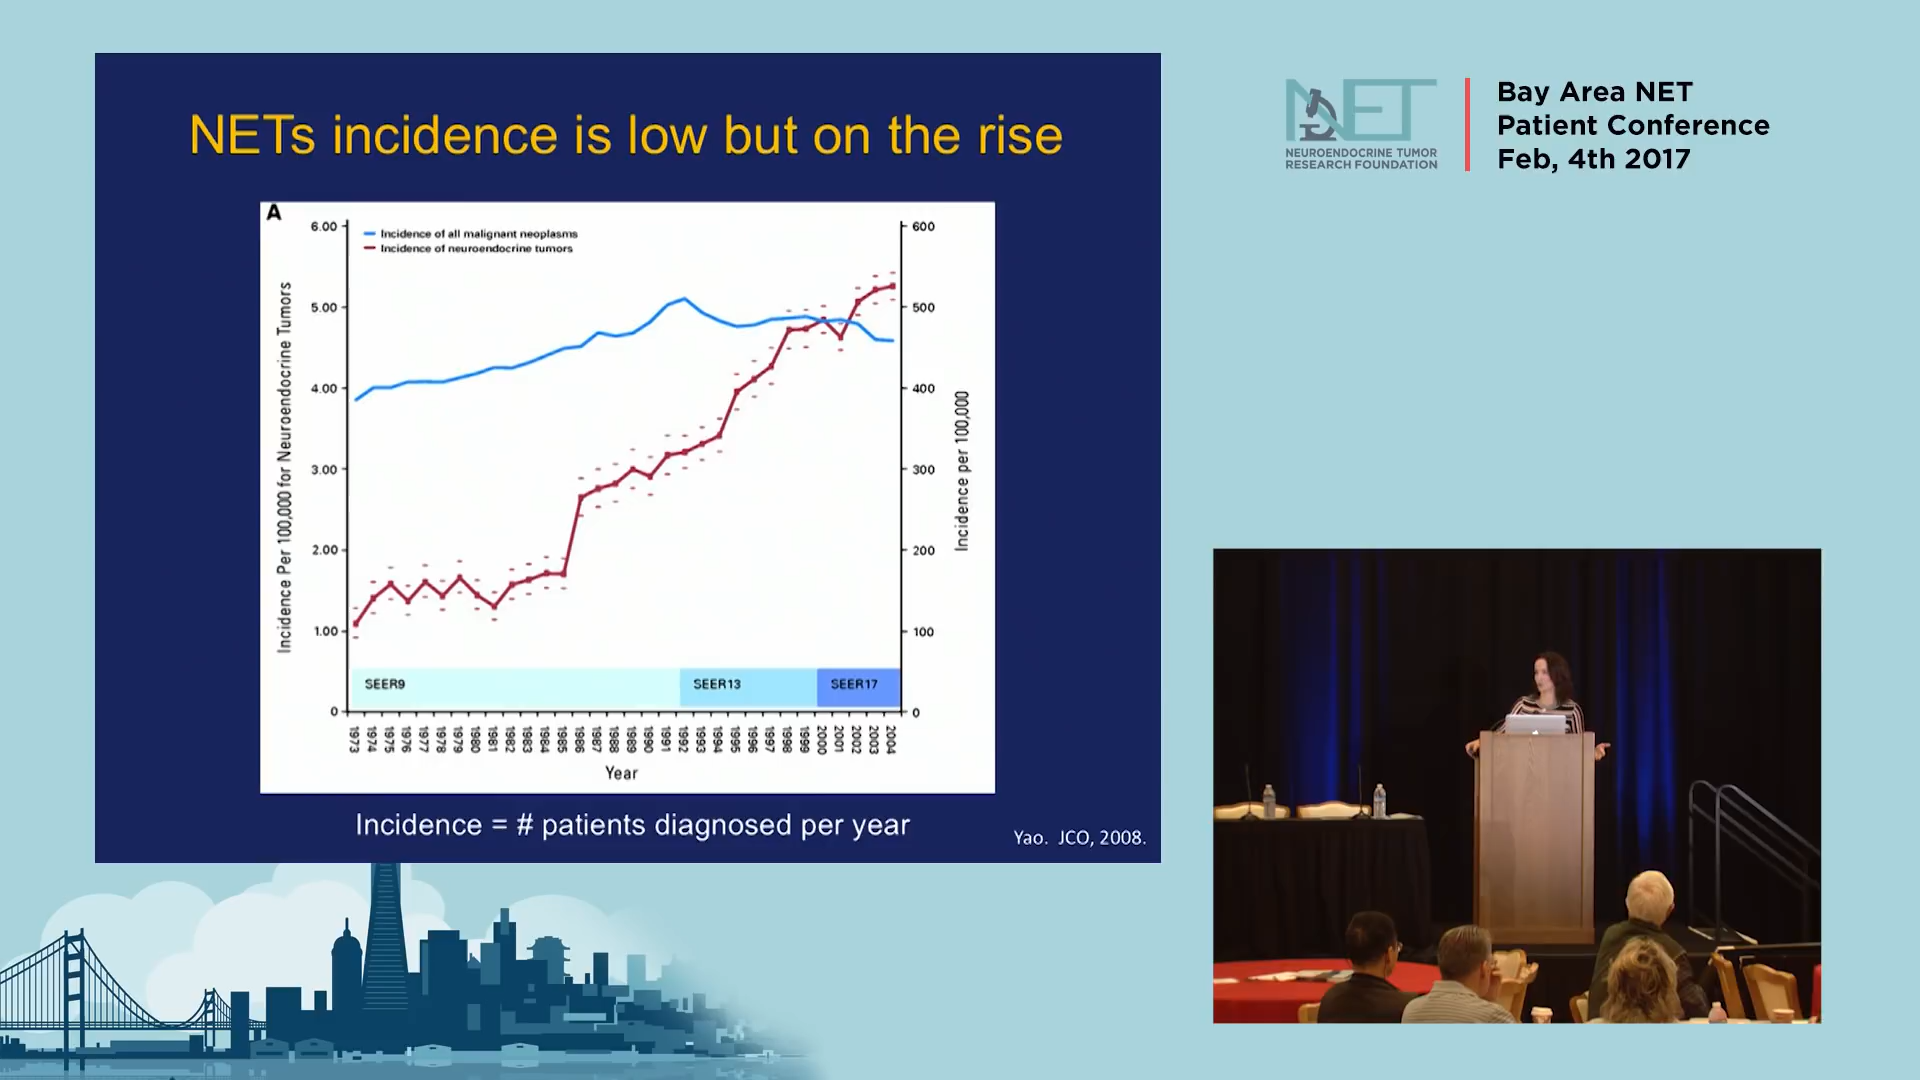 NETs incidence is low but on the rise
A
Incidence of all malignant neoplasms
Incidence of neuroendocrine tumors
Incidence Per 100,000 for Neuroendocrine Tumors
6.00
5.00
4.00
3.00
2.00
1.00
0
600
500
400
300
200
100
0
Incidence per 100,000
SEER9
SEER13
SEER17
1973
1974
1975
1976
1977
1978
1979
1980
1981
1982
1983
1984
1985
1986
1987
1988
1989
1990
1991
1992
1993
1994
1995
1996
1997
1998
1999
2000
2001
2002
2003
2004
Year
Incidence = # patients diagnosed per year
Yao. JCO, 2008.
NET
NEUROENDOCRINE TUMOR
RESEARCH FOUNDATION
Bay Area NET
Patient Conference
Feb, 4th 2017